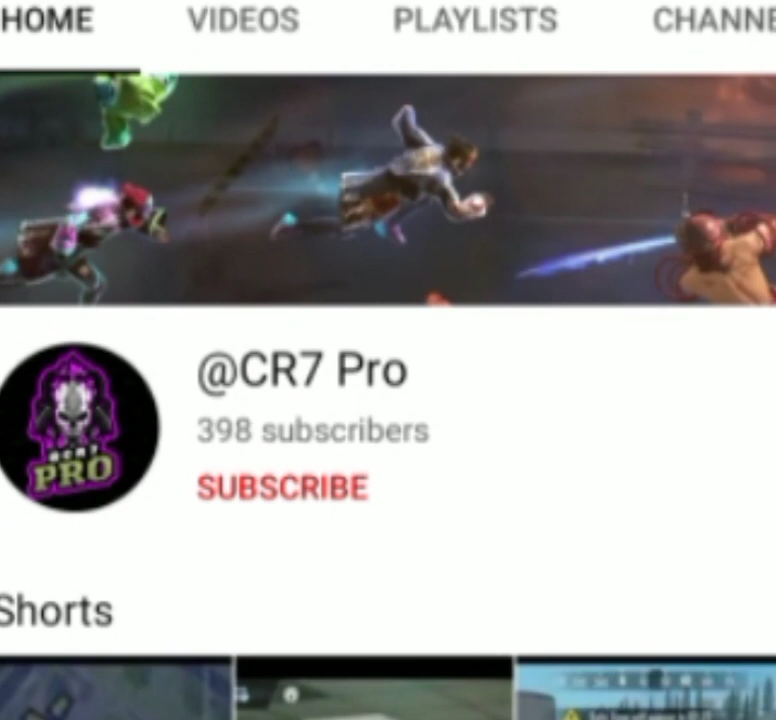 HOME VIDEOS PLAYLISTS CHANNE
@CR7 Pro
398 subscribers
SUBSCRIBE
PRO
Shorts